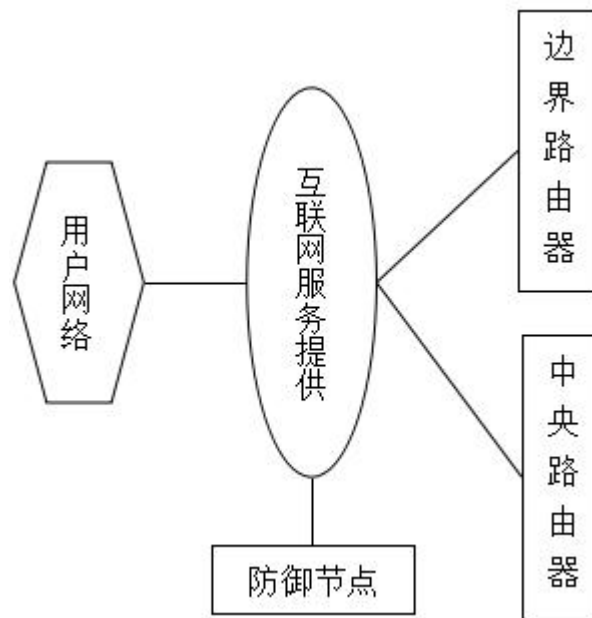 用户网络
互联网服务提供
边界路由器
中央路由器
防御节点